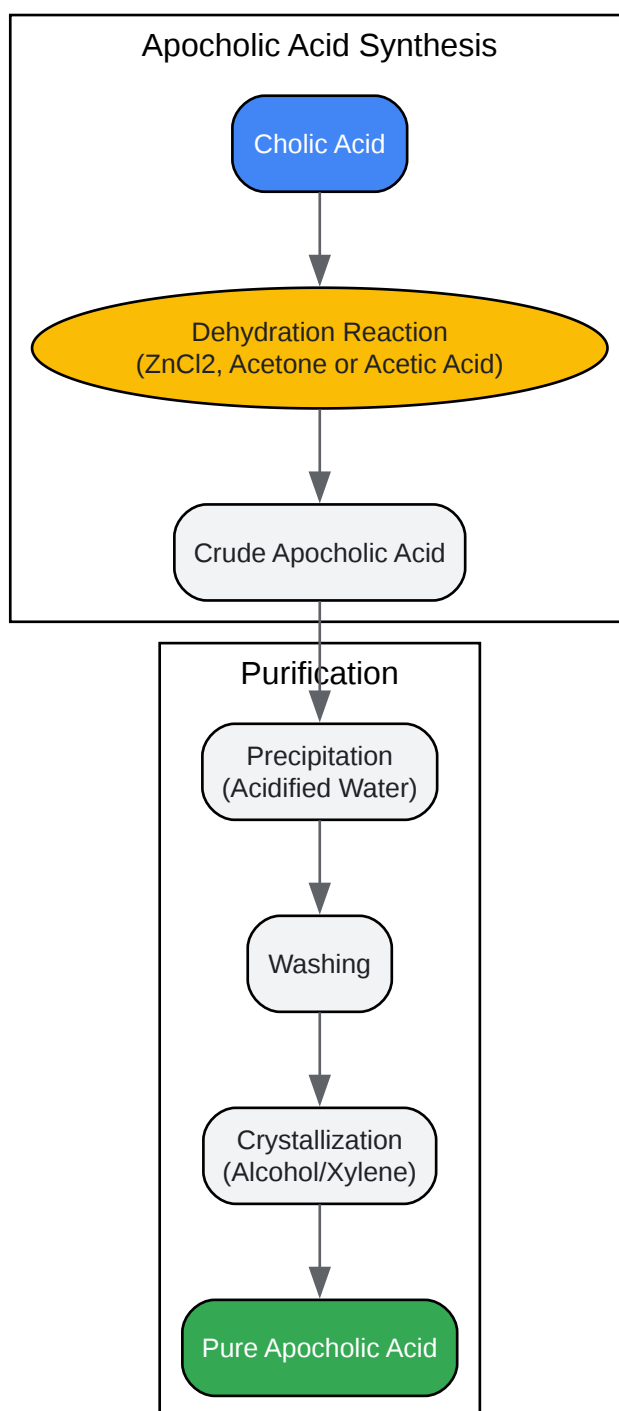 Apocholic Acid Synthesis
Cholic Acid
Dehydration Reaction
(ZnCl2, Acetone or Acetic Acid)
Crude Apocholic Acid
Purification
Precipitation
(Acidified Water)
Washing
Crystallization
(Alcohol/Xylene)
Pure Apocholic Acid